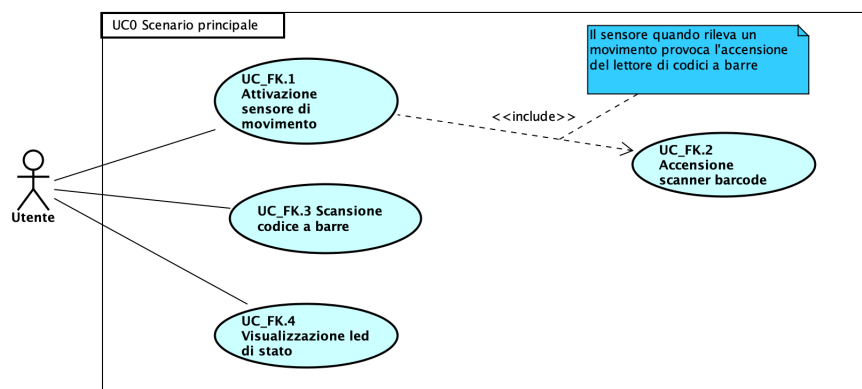 UC0 Scenario principale
Il sensore quando rileva un
movimento provoca l'accensione
del lettore di codici a barre
UC_FK.1
Attivazione
sensore di
movimento
<<include>>
UC_FK.2
Accensione
scanner barcode
Utente
UC_FK.3 Scansione
codice a barre
UC_FK.4
Visualizzazione led
di stato